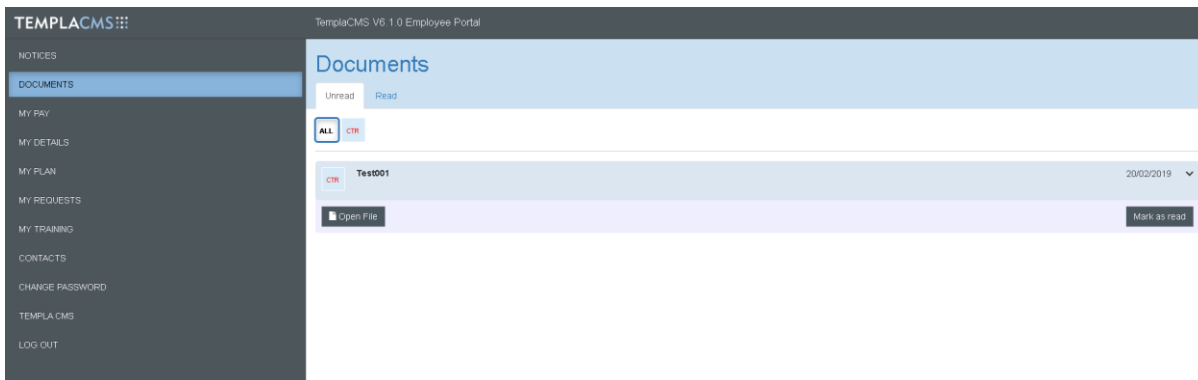 TEMPLACMS
TemplaCMS V6.1.0 Employee Portal
NOTICES
DOCUMENTS
MY PAY
MY DETAILS
MY PLAN
MY REQUESTS
MY TRAINING
CONTACTS
CHANGE PASSWORD
TEMPLA CMS
LOG OUT
Documents
Unread Read
ALL CTR
CTR Test001 20/02/2019
Open File Mark as read